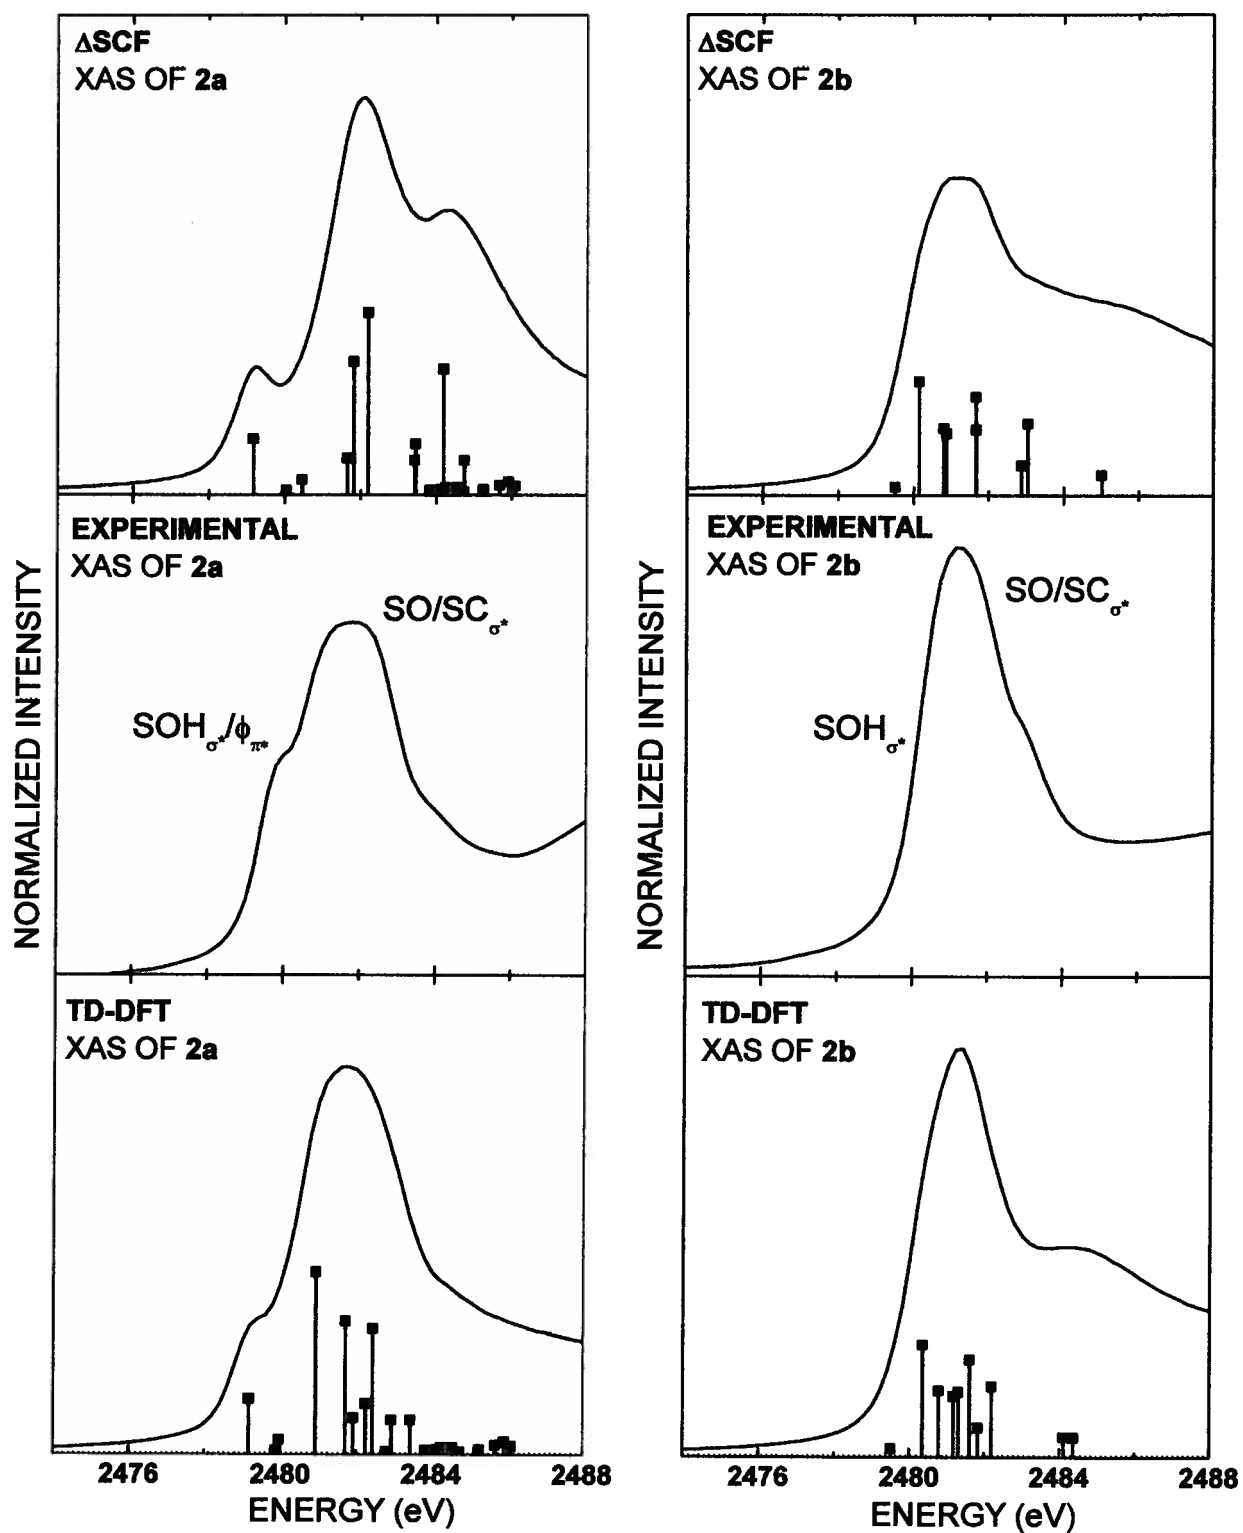 ΔSCF
XAS OF 2a
EXPERIMENTAL
XAS OF 2a
SO/SCσ*
SOHσ*/ϕπ*
TD-DFT
XAS OF 2a
NORMALIZED INTENSITY
2476 2480 2484 2488
ENERGY (eV)
ΔSCF
XAS OF 2b
EXPERIMENTAL
XAS OF 2b
SO/SCσ*
SOHσ*
TD-DFT
XAS OF 2b
NORMALIZED INTENSITY
2476 2480 2484 2488
ENERGY (eV)